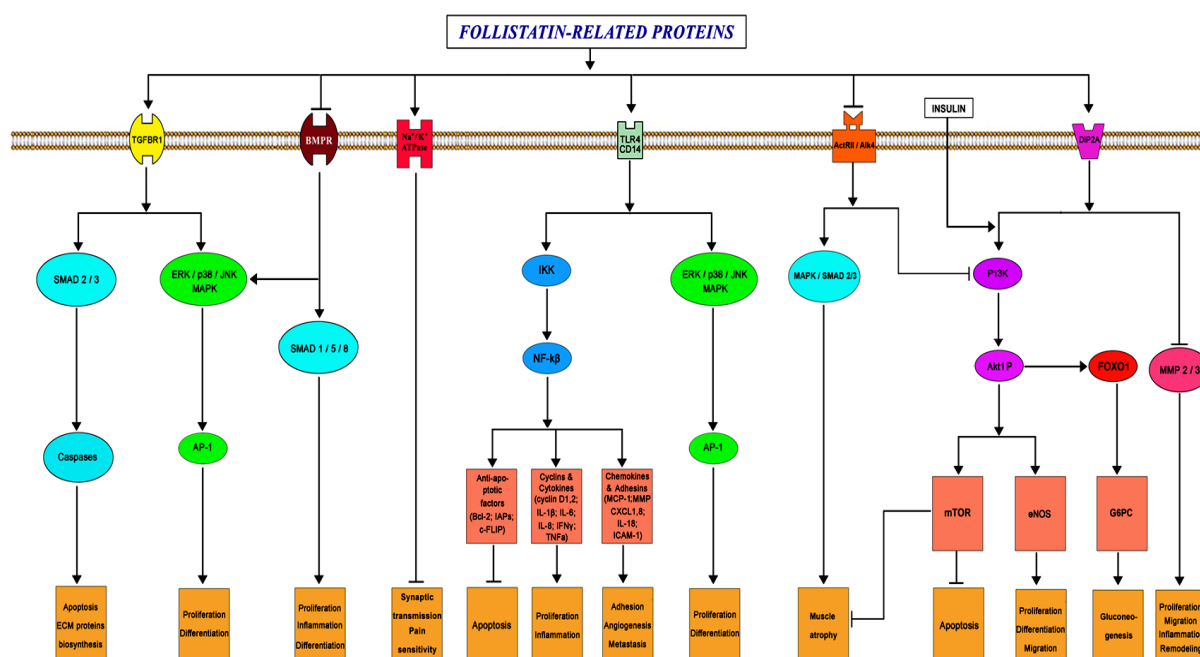 FOLLISTATIN-RELATED PROTEINS
INSULIN
TGFBR1
BMPR
Na⁺/K⁺
ATPase
TLR4
CD14
ActRII / Alk4
DIP2A
SMAD 2 / 3
ERK / p38 / JNK
MAPK
SMAD 1 / 5 / 8
IKK
NF-kβ
ERK / p38 / JNK
MAPK
MAPK / SMAD 2/3
P13K
Akt1 P
FOXO1
MMP 2 / 3
Caspases
AP-1
AP-1
Anti-apo-
ptotic
factors
(Bcl-2; IAPs;
c-FLIP)
Cyclins &
Cytokines
(cyclin D1,2;
IL-1β; IL-6;
IL-8; IFNγ;
TNFa)
Chemokines
& Adhesins
(MCP-1;MMP
CXCL1,8;
IL-18;
ICAM-1)
mTOR
eNOS
G6PC
Apoptosis
ECM proteins
biosynthesis
Proliferation
Differentiation
Proliferation
Inflammation
Differentiation
Synaptic
transmission
Pain
sensitivity
Apoptosis
Proliferation
Inflammation
Adhesion
Angiogenesis
Metastasis
Proliferation
Differentiation
Muscle
atrophy
Apoptosis
Proliferation
Differentiation
Migration
Gluconeo-
genesis
Proliferation
Migration
Inflammation
Remodeling